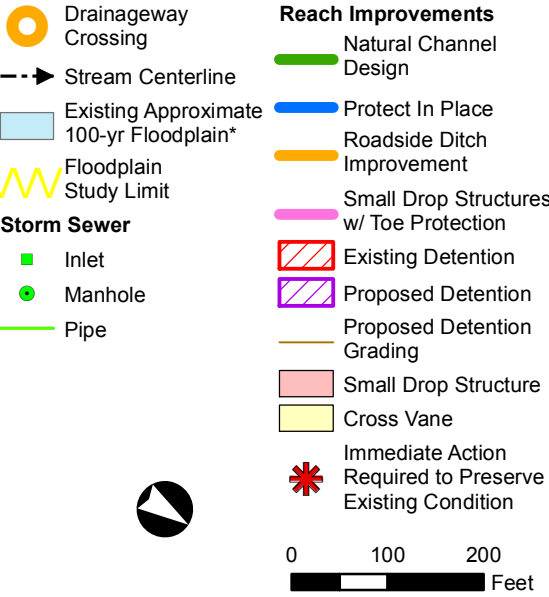 Drainageway
Crossing
Stream Centerline
Existing Approximate
100-yr Floodplain*
Floodplain
Study Limit
Storm Sewer
Inlet
Manhole
Pipe
Reach Improvements
Natural Channel
Design
Protect In Place
Roadside Ditch
Improvement
Small Drop Structures
w/ Toe Protection
Existing Detention
Proposed Detention
Proposed Detention
Grading
Small Drop Structure
Cross Vane
Immediate Action
Required to Preserve
Existing Condition
0 100 200
Feet